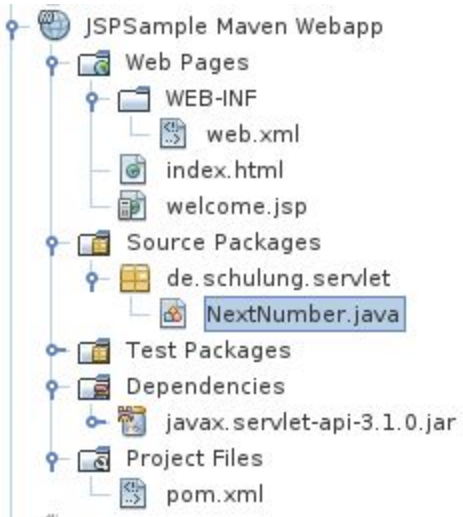 JSPSample Maven Webapp
Web Pages
WEB-INF
web.xml
index.html
welcome.jsp
Source Packages
de.schulung.servlet
NextNumber.java
Test Packages
Dependencies
javax.servlet-api-3.1.0.jar
Project Files
pom.xml